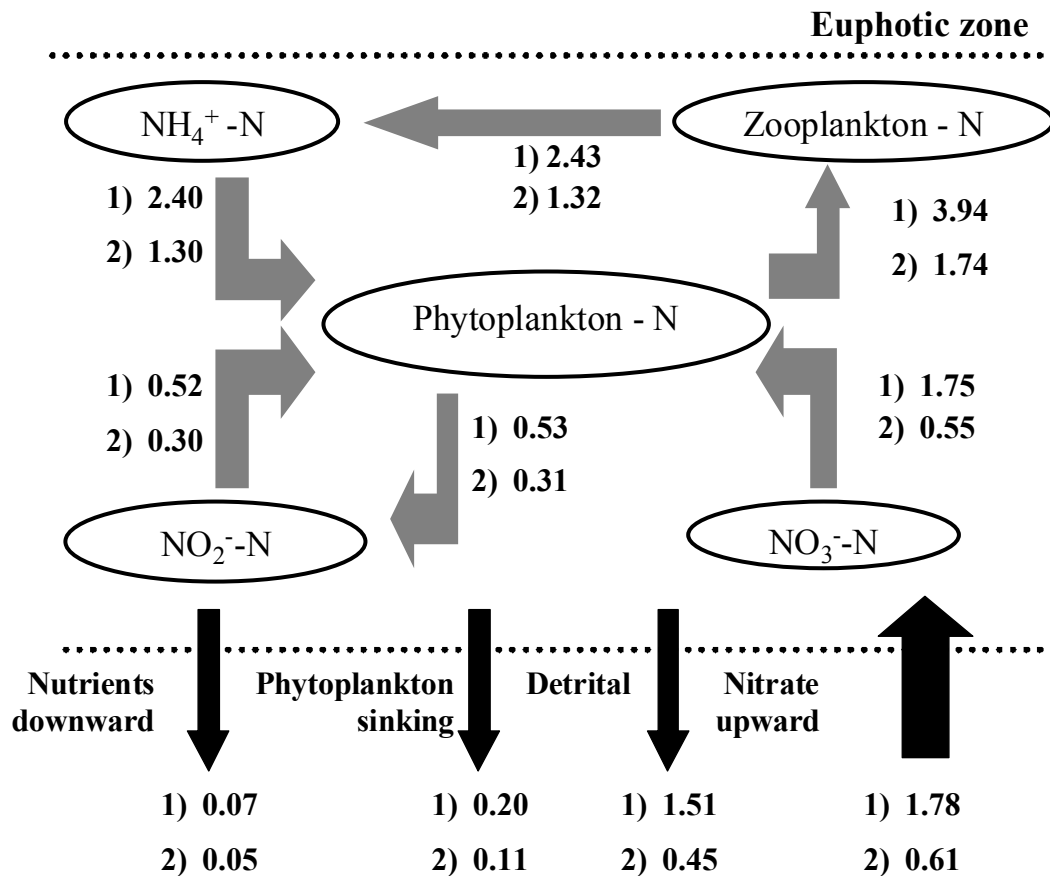 Euphotic zone
NH₄⁺ -N
Zooplankton - N
1) 2.43
2) 1.32
1) 2.40
2) 1.30
1) 3.94
2) 1.74
Phytoplankton - N
1) 0.52
2) 0.30
1) 0.53
2) 0.31
1) 1.75
2) 0.55
NO₂⁻-N
NO₃⁻-N
Nutrients
downward
Phytoplankton
sinking
Detrital
Nitrate
upward
1) 0.07
2) 0.05
1) 0.20
2) 0.11
1) 1.51
2) 0.45
1) 1.78
2) 0.61